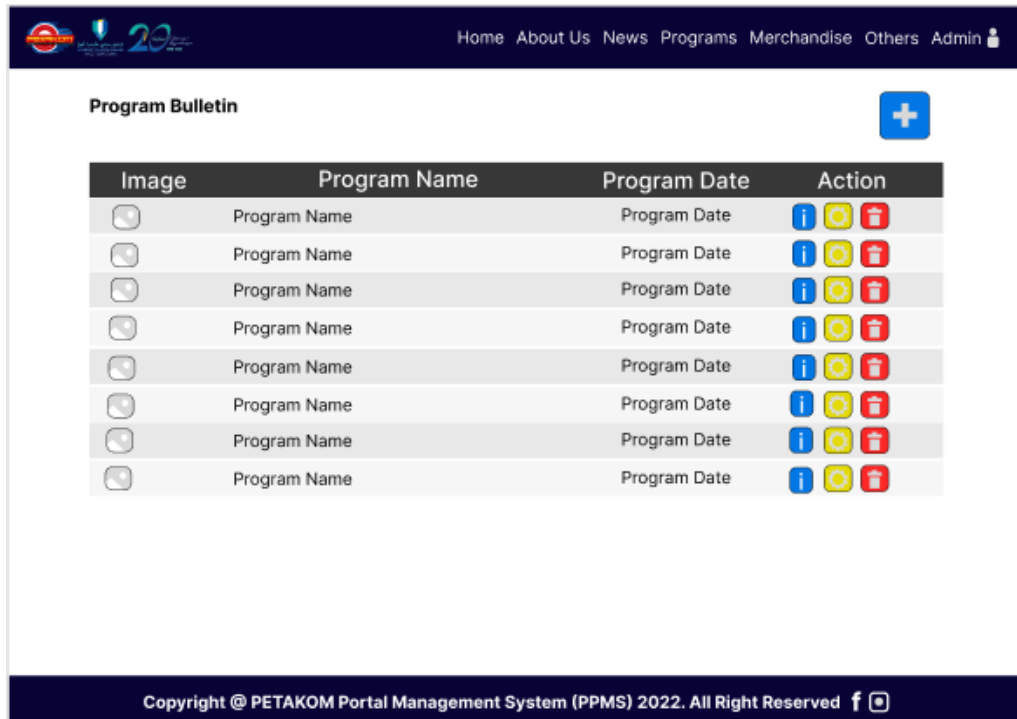 Home About Us News Programs Merchandise Others Admin
Program Bulletin
Image Program Name Program Date Action
Program Name Program Date
Program Name Program Date
Program Name Program Date
Program Name Program Date
Program Name Program Date
Program Name Program Date
Program Name Program Date
Program Name Program Date
Copyright @ PETAKOM Portal Management System (PPMS) 2022. All Right Reserved